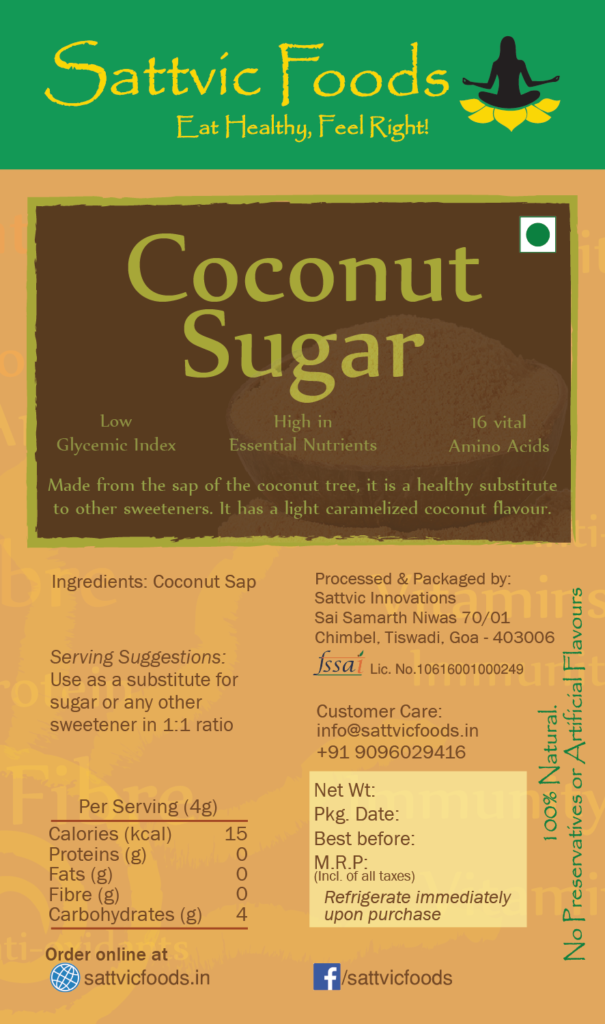 Sattvic Foods
Eat Healthy, Feel Right!
Coconut
Sugar
Low
Glycemic Index
High in
Essential Nutrients
16 vital
Amino Acids
Made from the sap of the coconut tree, it is a healthy substitute
to other sweeteners. It has a light caramelized coconut flavour.
Ingredients: Coconut Sap
Serving Suggestions:
Use as a substitute for
sugar or any other
sweetener in 1:1 ratio
Per Serving (4g)
Calories (kcal) 15
Proteins (g) 0
Fats (g) 0
Fibre (g) 0
Carbohydrates (g) 4
Order online at
sattvicfoods.in
Processed & Packaged by:
Sattvic Innovations
Sai Samarth Niwas 70/01
Chimbel, Tiswadi, Goa - 403006
fssai Lic. No.10616001000249
Customer Care:
info@sattvicfoods.in
+91 9096029416
Net Wt:
Pkg. Date:
Best before:
M.R.P:
(Incl. of all taxes)
Refrigerate immediately
upon purchase
f/sattvicfoods
100% Natural.
No Preservatives or Artificial Flavours
Vitamins
Immunity
Protein
Fibre